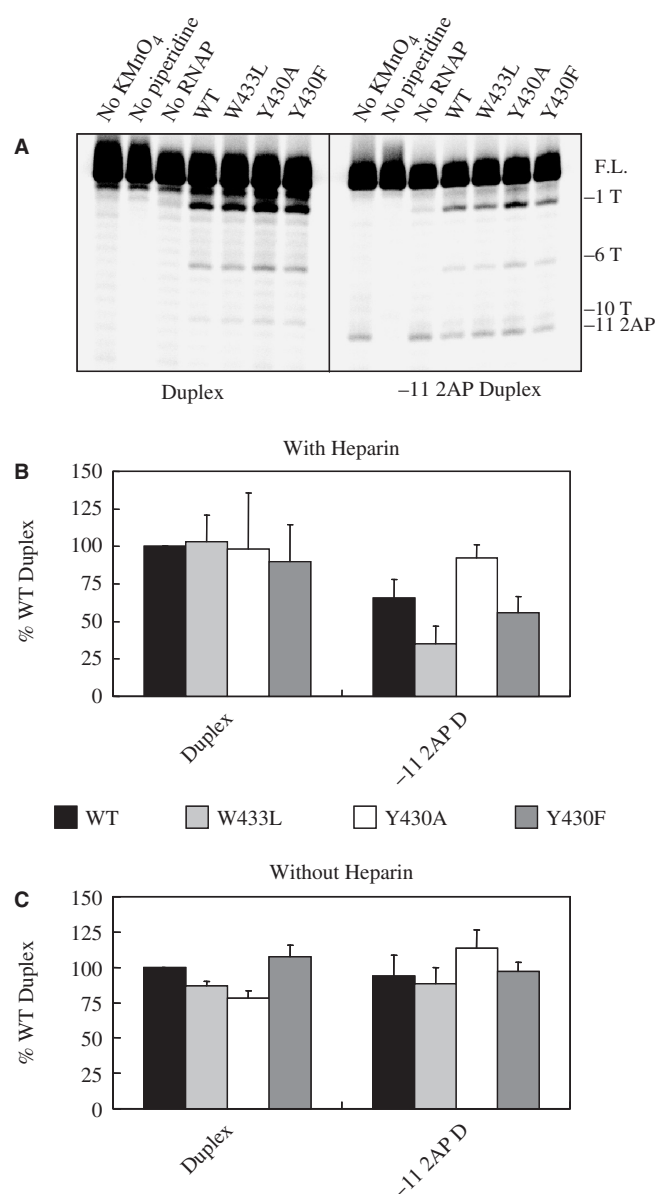 No KMnO4
No piperidine
No RNAP
WT
W433L
Y430A
Y430F
No KMnO4
No piperidine
No RNAP
WT
W433L
Y430A
Y430F
A
F.L.
–1 T
–6 T
–10 T
–11 2AP
Duplex
–11 2AP Duplex
With Heparin
B
150
125
100
75
50
25
0
% WT Duplex
Duplex
–11 2AP D
WT
W433L
Y430A
Y430F
Without Heparin
C
150
125
100
75
50
25
0
% WT Duplex
Duplex
–11 2AP D